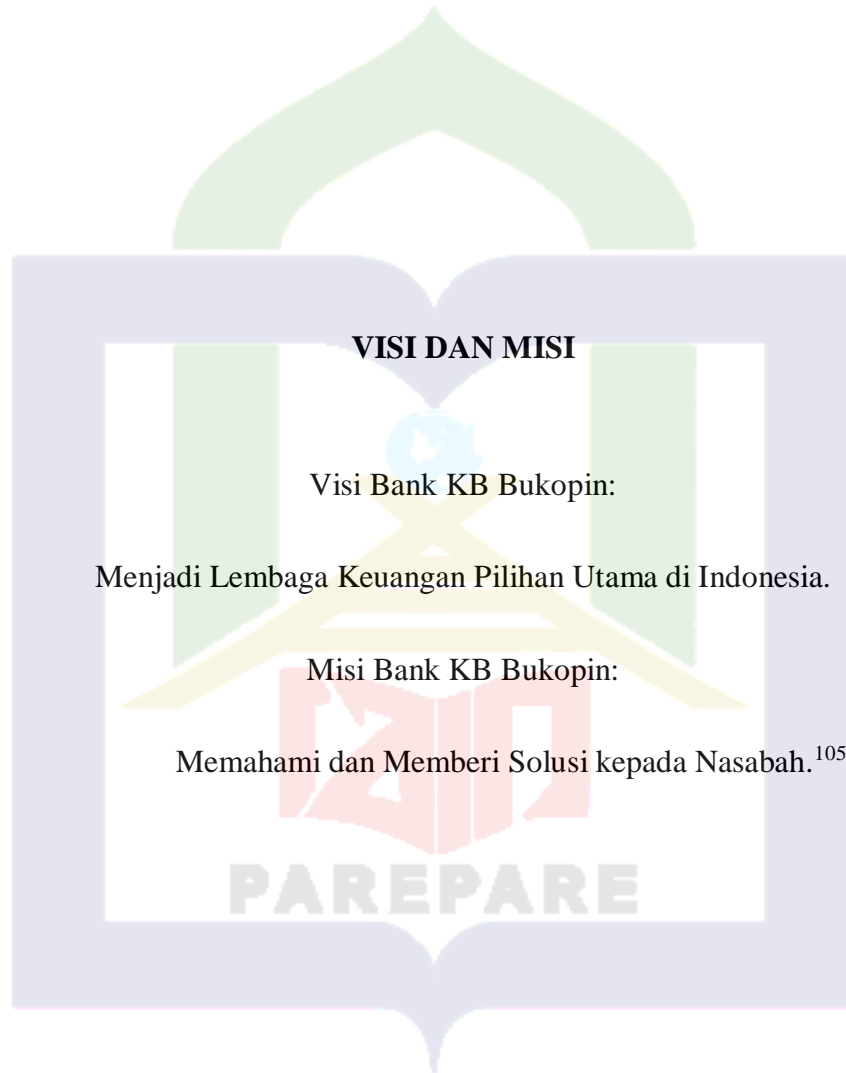 VISI DAN MISI
Visi Bank KB Bukopin:
Menjadi Lembaga Keuangan Pilihan Utama di Indonesia.
Misi Bank KB Bukopin:
Memahami dan Memberi Solusi kepada Nasabah.105
PAREPARE